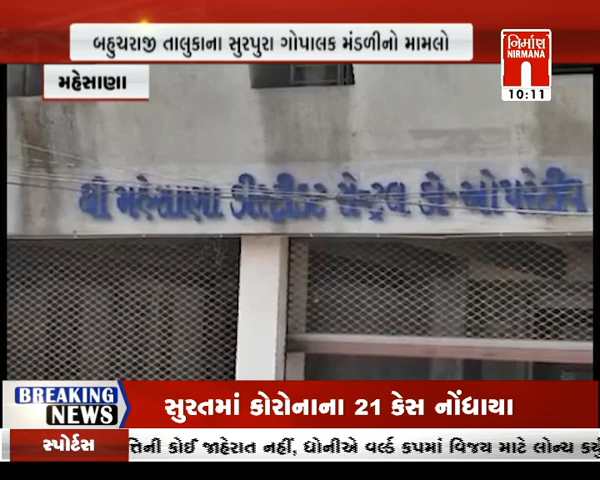 બહુચરાજી તાલુકાના સુરપુરા ગોપાલક મંડળીનો મામલો
નિર્માણ
NIRMANA
10:11
મહેસાણા
ધી મહેસાણા ડીસ્ટ્રીકટ સેન્ટ્રલ કો-ઓપરેટીવ
BREAKING NEWS
સુરતમાં કોરોનાના 21 કેસ નોંધાયા
સ્પોર્ટસ
ત્તિની કોઈ જાહેરાત નહીં, ધોનીએ વર્લ્ડ કપમાં વિજય માટે લોન્ચ કર્યુ